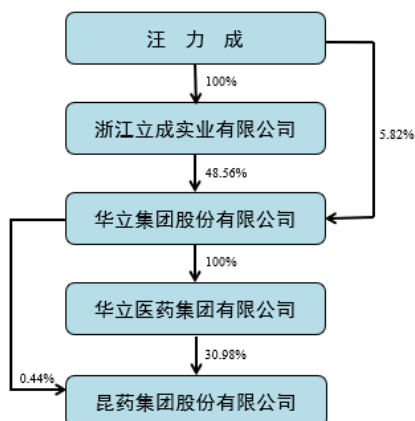 汪 力 成
100%
浙江立成实业有限公司
5.82%
48.56%
华立集团股份有限公司
100%
华立医药集团有限公司
30.98%
0.44%
昆药集团股份有限公司